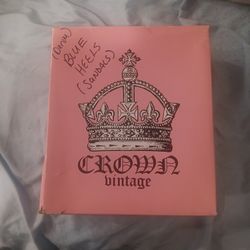 (Dark)
BLUE
HEELS
(SANDALS)
CROWN
vintage